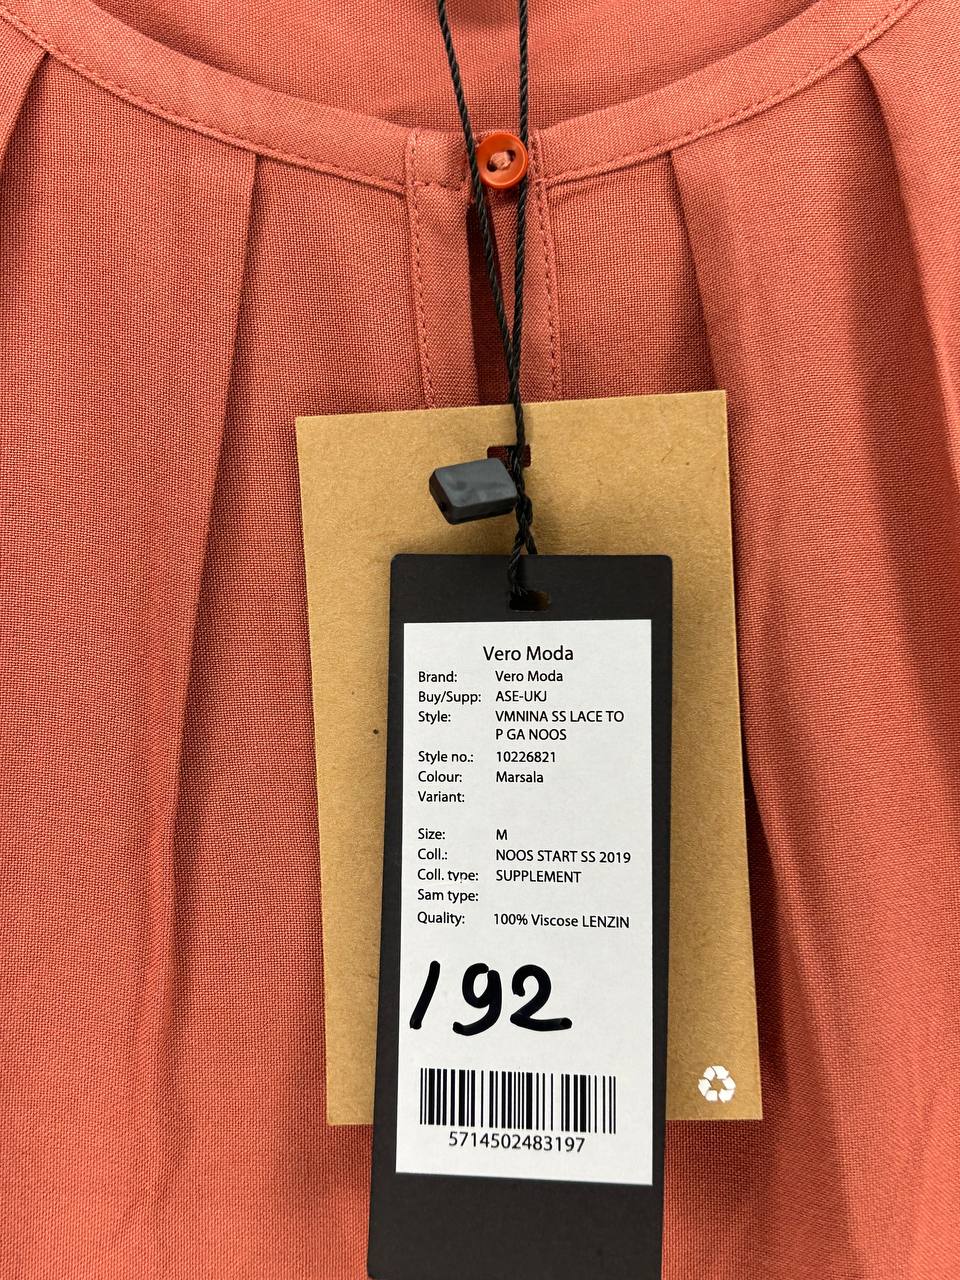 Vero Moda
Brand: Vero Moda
Buy/Supp: ASE-UKJ
Style: VMNINA SS LACE TO
P GA NOOS
Style no.: 10226821
Colour: Marsala
Variant:
Size: M
Coll.: NOOS START SS 2019
Coll. type: SUPPLEMENT
Sam type:
Quality: 100% Viscose LENZIN
192
5714502483197